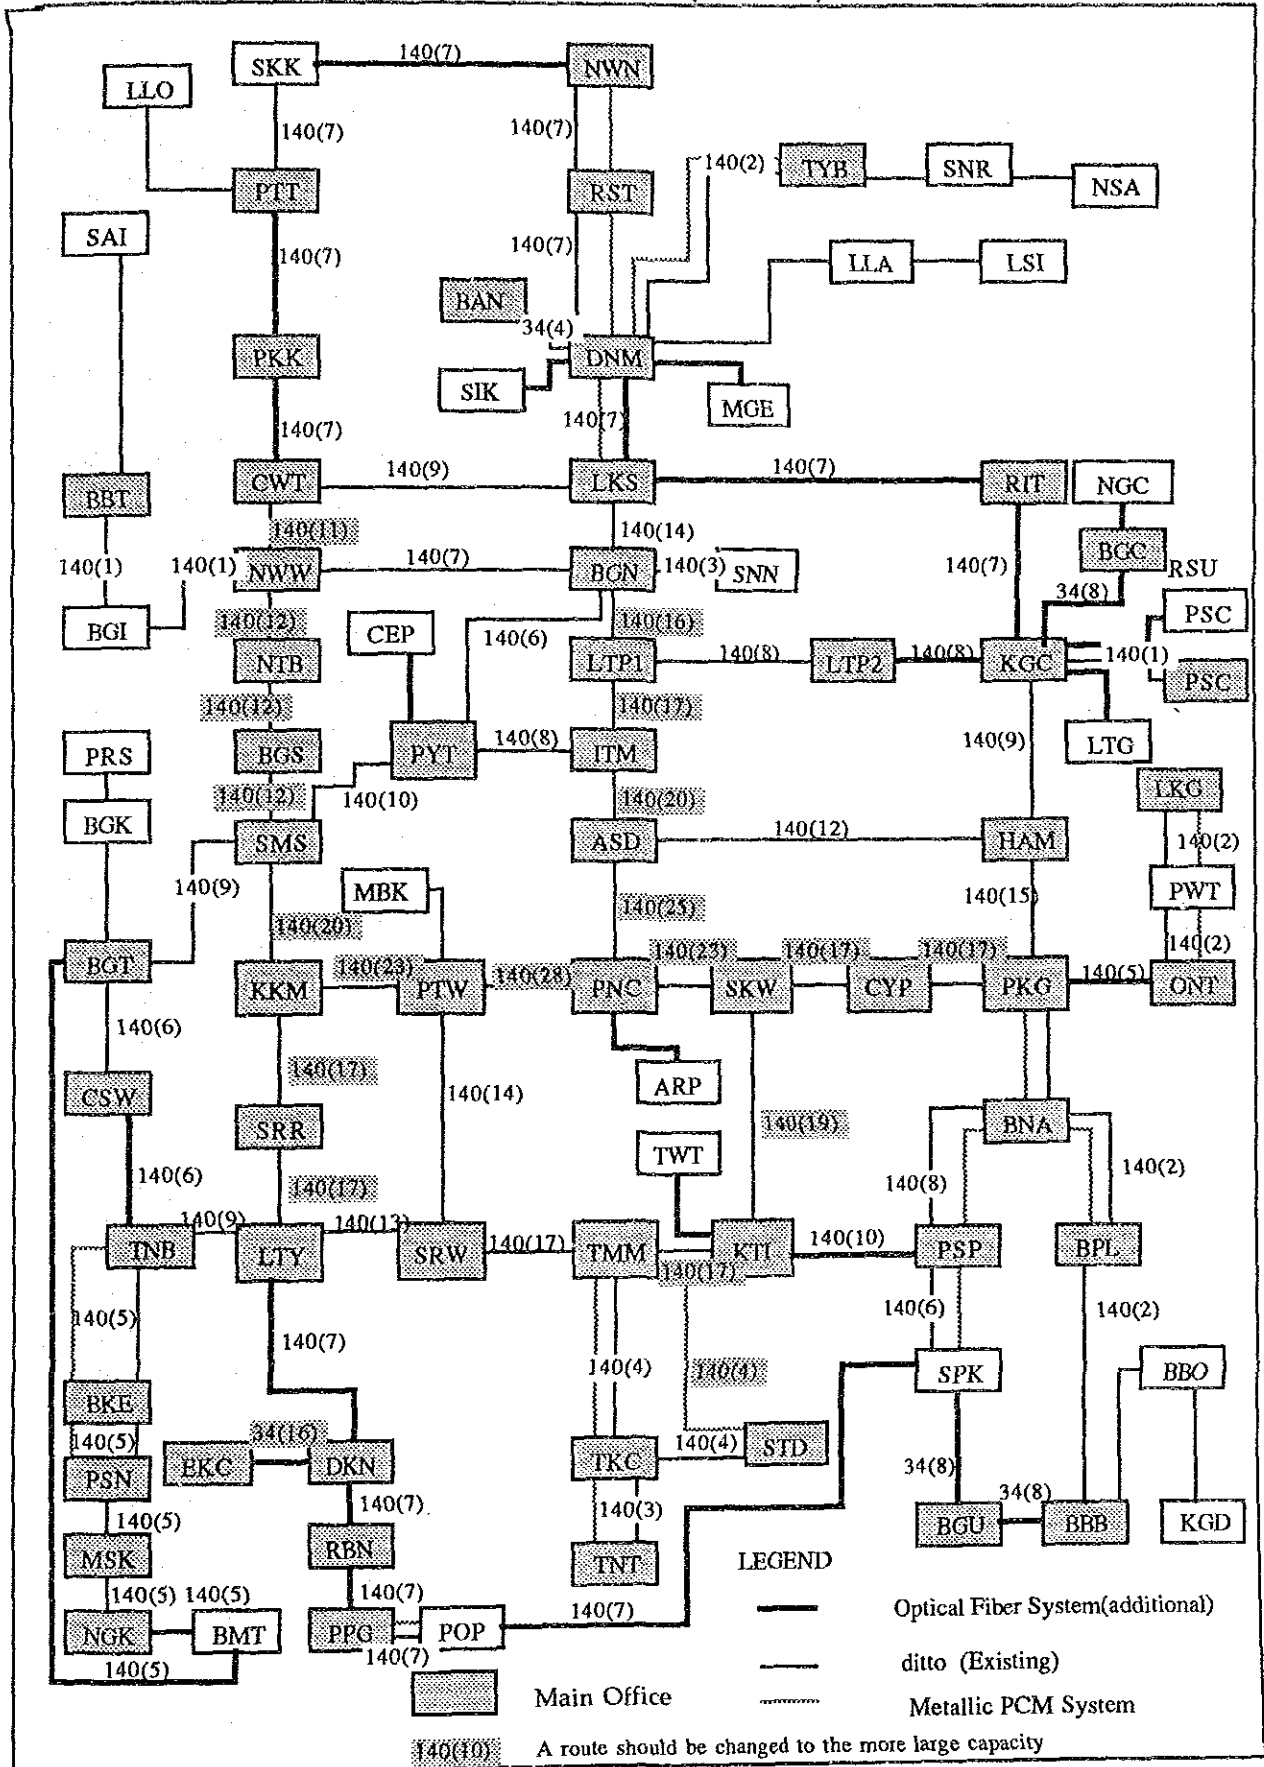 140(7)
SKK
NWN
LLO
140(7)
140(7)
140(2)
TYB
SNR
NSA
PTT
RST
SAI
140(7)
140(7)
LLA
LSI
BAN
34(4)
PKK
DNM
SIK
MGE
140(7)
140(7)
140(9)
140(7)
BBT
CWT
LKS
RIT
NGC
140(11)
140(14)
140(1)
140(1)
NWW
140(7)
BGN
140(3)
SNN
140(7)
BGC
RSU
34(8)
BGI
140(12)
CEP
140(6)
140(16)
PSC
NTB
LTP1
140(8)
LTP2
140(8)
KGC
140(1)
PSC
140(12)
140(17)
PRS
BGS
PYT
140(8)
ITM
140(9)
LTG
140(12)
140(10)
LKG
BGK
140(20)
SMS
ASD
140(12)
HAM
140(2)
140(9)
MBK
PWT
140(20)
140(25)
140(15)
BGT
140(23)
140(28)
140(23)
140(17)
140(17)
140(2)
KKM
PTW
PNC
SKW
CYP
PKG
140(5)
ONT
140(6)
140(17)
ARP
CSW
140(14)
SRR
BNA
140(19)
TWT
140(6)
140(8)
140(2)
140(17)
140(9)
140(13)
TNB
LTY
SRW
140(17)
TMM
KTI
140(10)
PSP
BPL
140(17)
140(5)
140(6)
140(2)
140(7)
140(4)
140(4)
SPK
BBO
BKE
34(16)
140(5)
140(4)
STD
EKC
DKN
TKC
PSN
34(8)
34(8)
140(7)
140(3)
140(5)
BGU
BBB
KGD
MSK
RBN
TNT
LEGEND
140(5)
140(5)
140(7)
140(7)
Optical Fiber System(additional)
NGK
BMT
PPG
POP
140(7)
140(5)
ditto (Existing)
Main Office
Metallic PCM System
140(10)
A route should be changed to the more large capacity